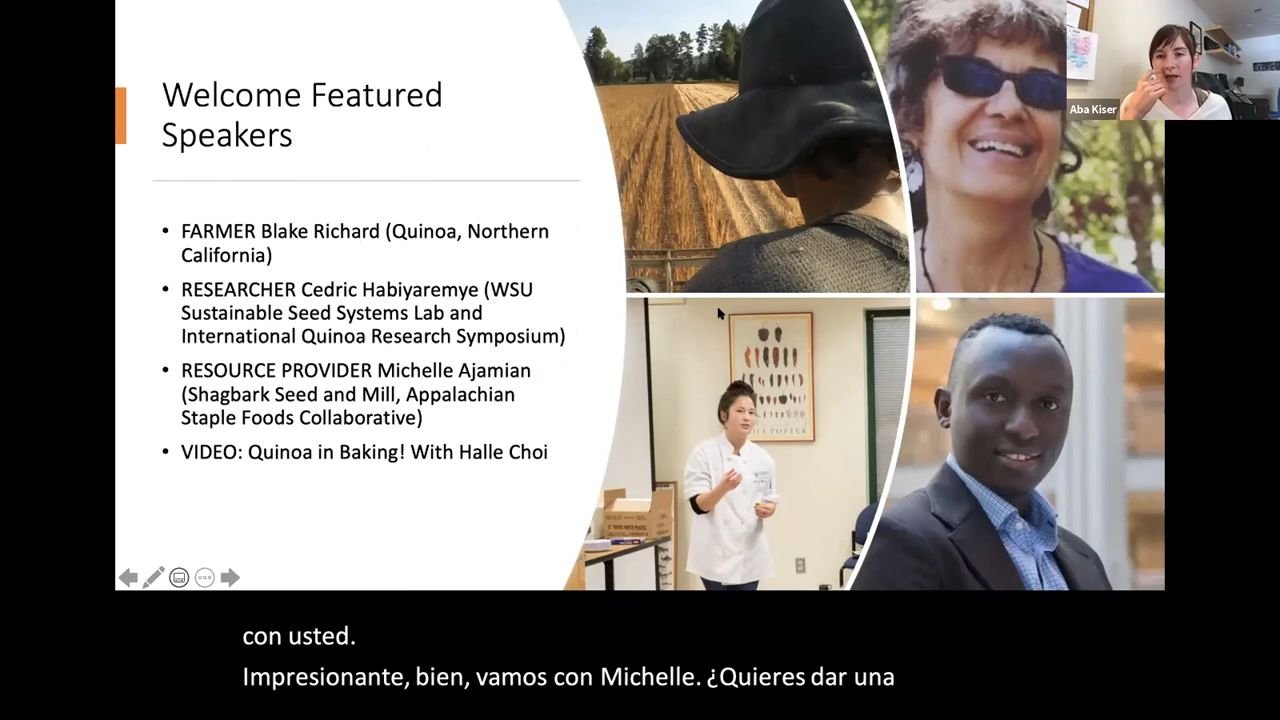 Welcome Featured
Speakers
• FARMER Blake Richard (Quinoa, Northern
California)
• RESEARCHER Cedric Habiyaremye (WSU
Sustainable Seed Systems Lab and
International Quinoa Research Symposium)
• RESOURCE PROVIDER Michelle Ajamian
(Shagbark Seed and Mill, Appalachian
Staple Foods Collaborative)
• VIDEO: Quinoa in Baking! With Halle Choi
Aba Kiser
POSTER
con usted.
Impresionante, bien, vamos con Michelle. ¿Quieres dar una